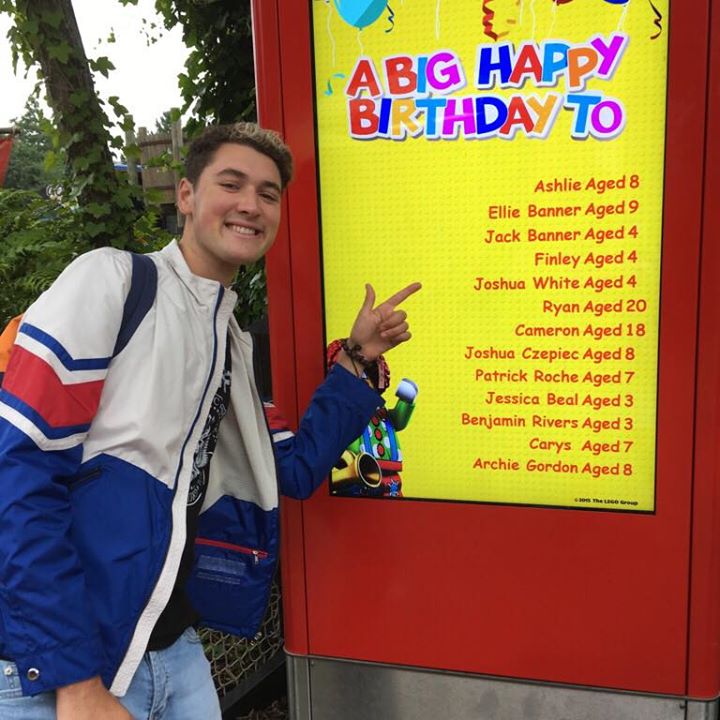 A BIG HAPPY
BIRTHDAY TO
Ashlie Aged 8
Ellie Banner Aged 9
Jack Banner Aged 4
Finley Aged 4
Joshua White Aged 4
Ryan Aged 20
Cameron Aged 18
Joshua Czepiec Aged 8
Patrick Roche Aged 7
Jessica Beal Aged 3
Benjamin Rivers Aged 3
Carys Aged 7
Archie Gordon Aged 8
©2015 The LEGO Group